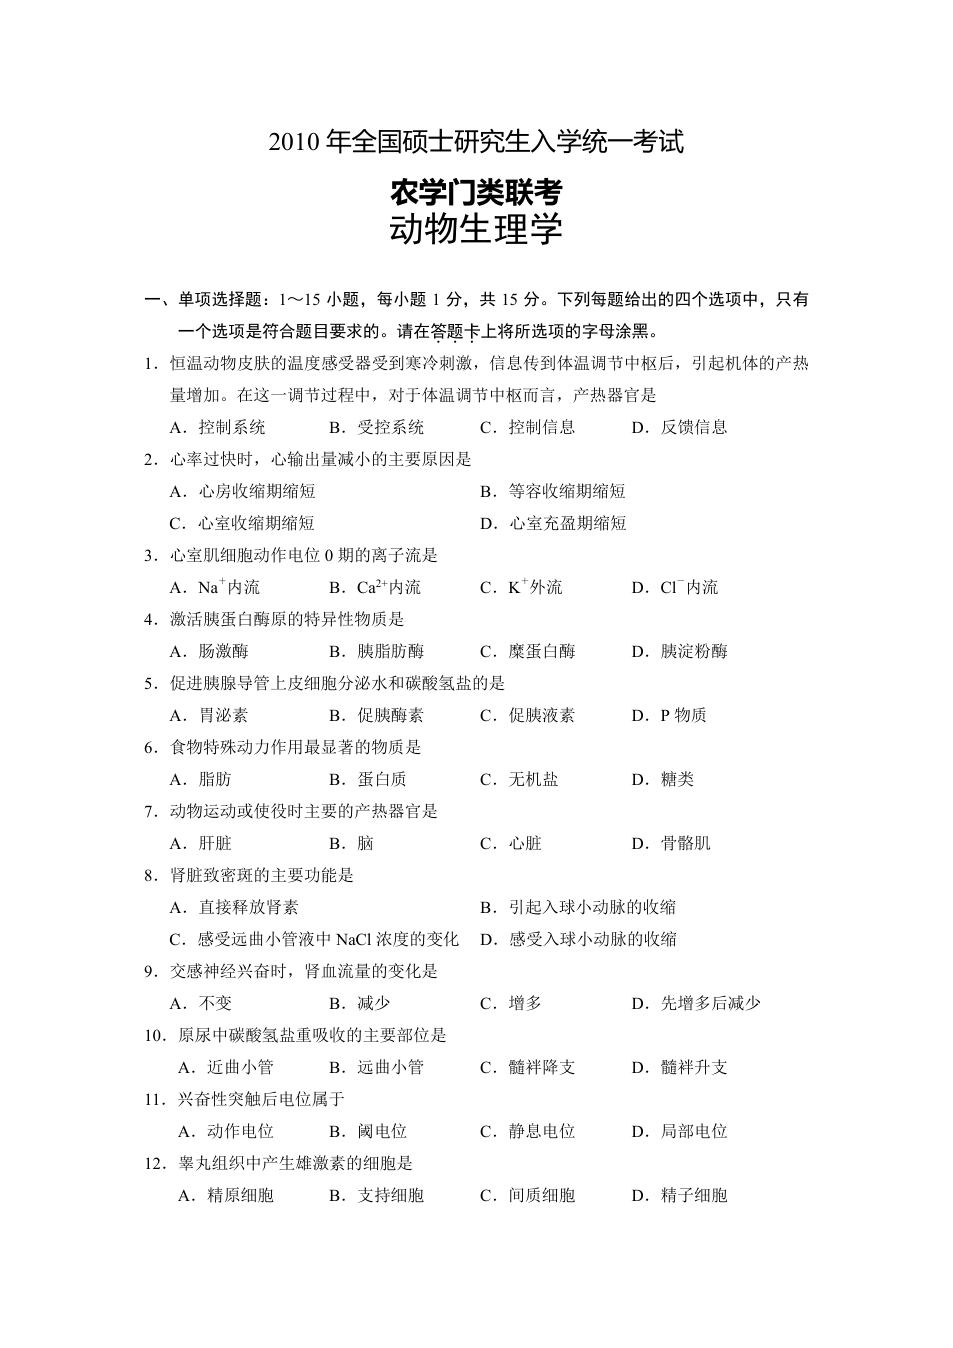 2010 年全国硕士研究生入学统一考试
农学门类联考
动物生理学
一、单项选择题：1～15 小题，每小题 1 分，共 15 分。下列每题给出的四个选项中，只有
一个选项是符合题目要求的。请在答题卡上将所选项的字母涂黑。
1．恒温动物皮肤的温度感受器受到寒冷刺激，信息传到体温调节中枢后，引起机体的产热
量增加。在这一调节过程中，对于体温调节中枢而言，产热器官是
A．控制系统 B．受控系统 C．控制信息 D．反馈信息
2．心率过快时，心输出量减小的主要原因是
A．心房收缩期缩短 B．等容收缩期缩短
C．心室收缩期缩短 D．心室充盈期缩短
3．心室肌细胞动作电位 0 期的离子流是
A．Na⁺内流 B．Ca²⁺内流 C．K⁺外流 D．Cl⁻内流
4．激活胰蛋白酶原的特异性物质是
A．肠激酶 B．胰脂肪酶 C．糜蛋白酶 D．胰淀粉酶
5．促进胰腺导管上皮细胞分泌水和碳酸氢盐的是
A．胃泌素 B．促胰酶素 C．促胰液素 D．P 物质
6．食物特殊动力作用最显著的物质是
A．脂肪 B．蛋白质 C．无机盐 D．糖类
7．动物运动或使役时主要的产热器官是
A．肝脏 B．脑 C．心脏 D．骨骼肌
8．肾脏致密斑的主要功能是
A．直接释放肾素 B．引起入球小动脉的收缩
C．感受远曲小管液中 NaCl 浓度的变化 D．感受入球小动脉的收缩
9．交感神经兴奋时，肾血流量的变化是
A．不变 B．减少 C．增多 D．先增多后减少
10．原尿中碳酸氢盐重吸收的主要部位是
A．近曲小管 B．远曲小管 C．髓袢降支 D．髓袢升支
11．兴奋性突触后电位属于
A．动作电位 B．阈电位 C．静息电位 D．局部电位
12．睾丸组织中产生雄激素的细胞是
A．精原细胞 B．支持细胞 C．间质细胞 D．精子细胞